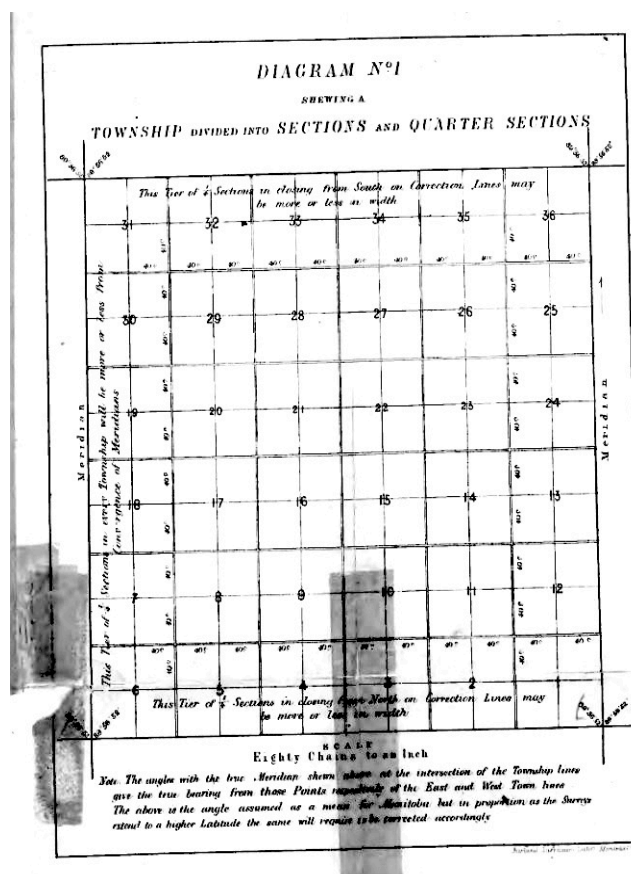 DIAGRAM No 1
SHEWING A
TOWNSHIP DIVIDED INTO SECTIONS AND QUARTER SECTIONS
This Tier of ¼ Sections in closing from South on Correction Lines may
be more or less in width
31 32 33 34 35 36
30 29 28 27 26 25
19 20 21 22 23 24
18 17 16 15 14 13
7 8 9 10 11 12
6 5 4 3 2 1
This Tier of ¼ Sections in every Township will be more or less from
Convergence of Meridians
Meridian
Meridian
This Tier of ¼ Sections in closing from North on Correction Lines may
be more or less in width
SCALE
Eighty Chains to an Inch
Note. The angles with the true Meridian shewn above at the intersection of the Township lines
give the true bearing from those Points respectively of the East and West Town lines
The above is the angle assumed as a mean for Manitoba but in proportion as the Surveys
extend to a higher Latitude the same will require to be corrected accordingly